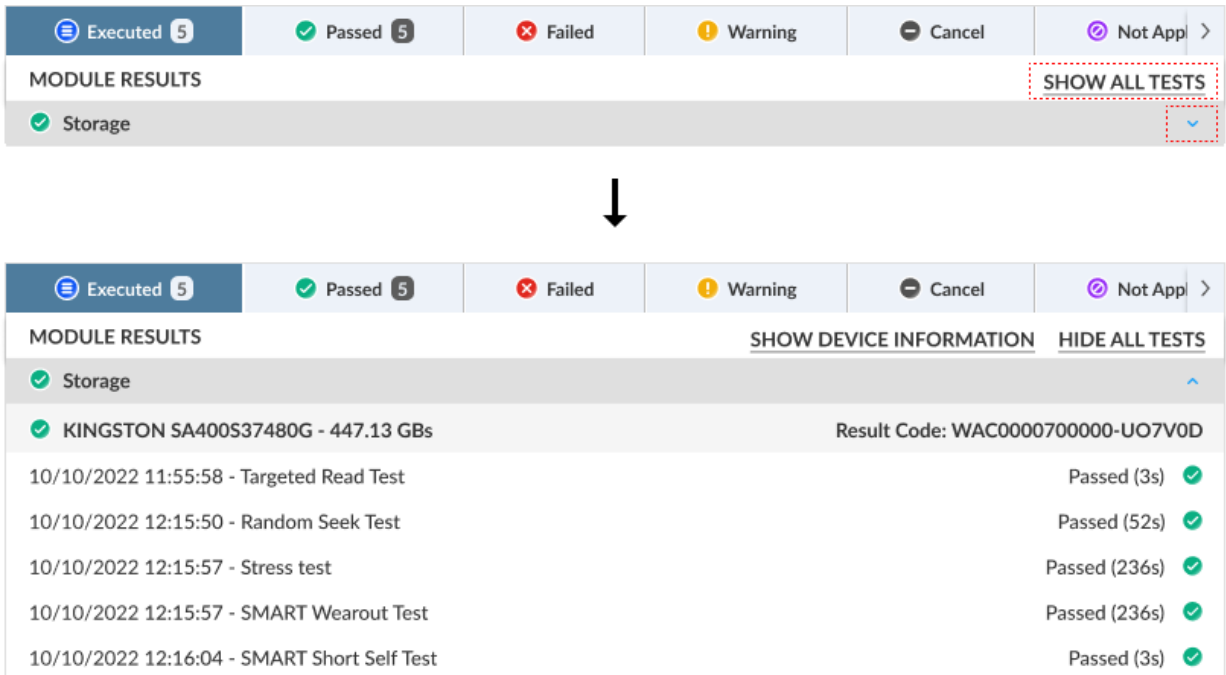 Executed 5 Passed 5 Failed Warning Cancel Not Appl
MODULE RESULTS SHOW ALL TESTS
Storage
Executed 5 Passed 5 Failed Warning Cancel Not Appl
MODULE RESULTS SHOW DEVICE INFORMATION HIDE ALL TESTS
Storage
KINGSTON SA400S37480G - 447.13 GBs Result Code: WAC0000700000-UO7V0D
10/10/2022 11:55:58 - Targeted Read Test Passed (3s)
10/10/2022 12:15:50 - Random Seek Test Passed (52s)
10/10/2022 12:15:57 - Stress test Passed (236s)
10/10/2022 12:15:57 - SMART Wearout Test Passed (236s)
10/10/2022 12:16:04 - SMART Short Self Test Passed (3s)